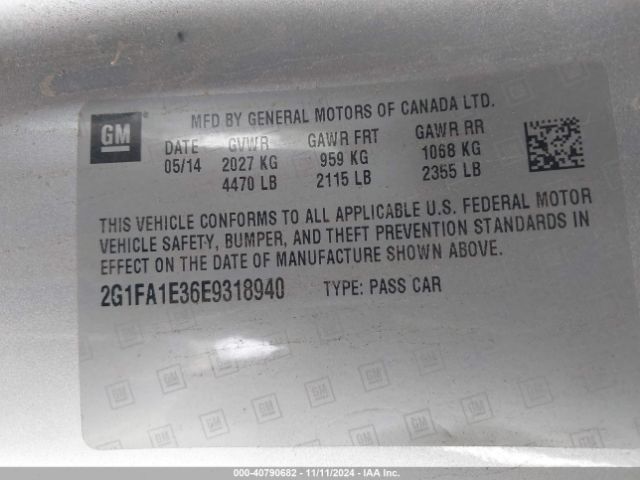 GM
MFD BY GENERAL MOTORS OF CANADA LTD.
DATE GVWR GAWR FRT GAWR RR
05/14 2027 KG 959 KG 1068 KG
4470 LB 2115 LB 2355 LB
THIS VEHICLE CONFORMS TO ALL APPLICABLE U.S. FEDERAL MOTOR
VEHICLE SAFETY, BUMPER, AND THEFT PREVENTION STANDARDS IN
EFFECT ON THE DATE OF MANUFACTURE SHOWN ABOVE.
2G1FA1E36E9318940 TYPE: PASS CAR
000-40790682 - 11/11/2024 - IAA Inc.